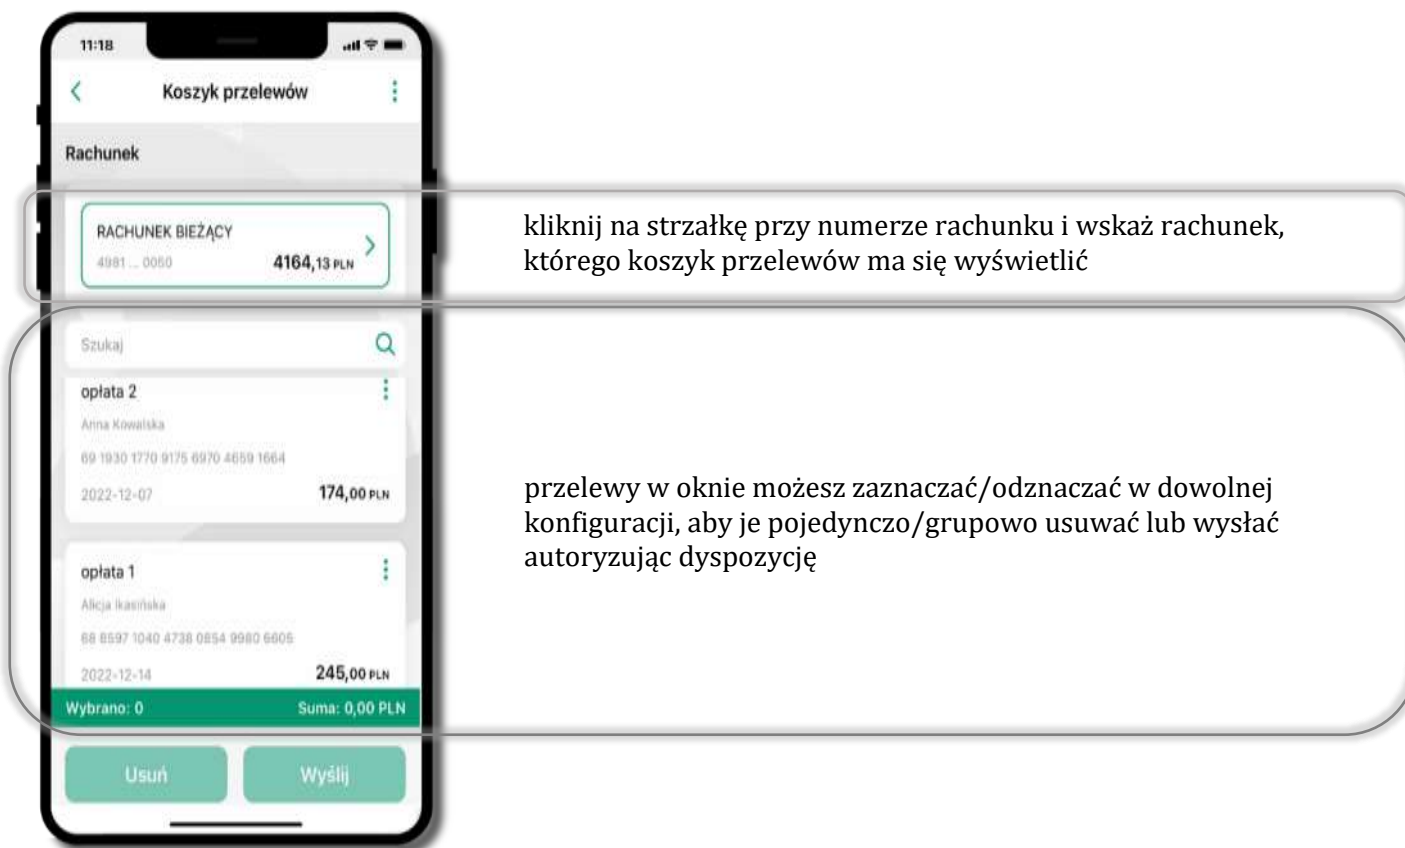 11:18
Koszyk przelewów
Rachunek
RACHUNEK BIEŻĄCY
4981 ... 0050
4164,13 PLN
kliknij na strzałkę przy numerze rachunku i wskaż rachunek,
którego koszyk przelewów ma się wyświetlić
Szukaj
opłata 2
Anna Kowalska
69 1930 1770 9175 6970 4659 1664
2022-12-07
174,00 PLN
przelewy w oknie możesz zaznaczać/odznaczać w dowolnej
konfiguracji, aby je pojedynczo/grupowo usuwać lub wysłać
autoryzując dyspozycję
opłata 1
Alicja Ikasińska
68 8597 1040 4738 0854 9980 6605
2022-12-14
245,00 PLN
Wybrano: 0
Suma: 0,00 PLN
Usuń
Wyślij